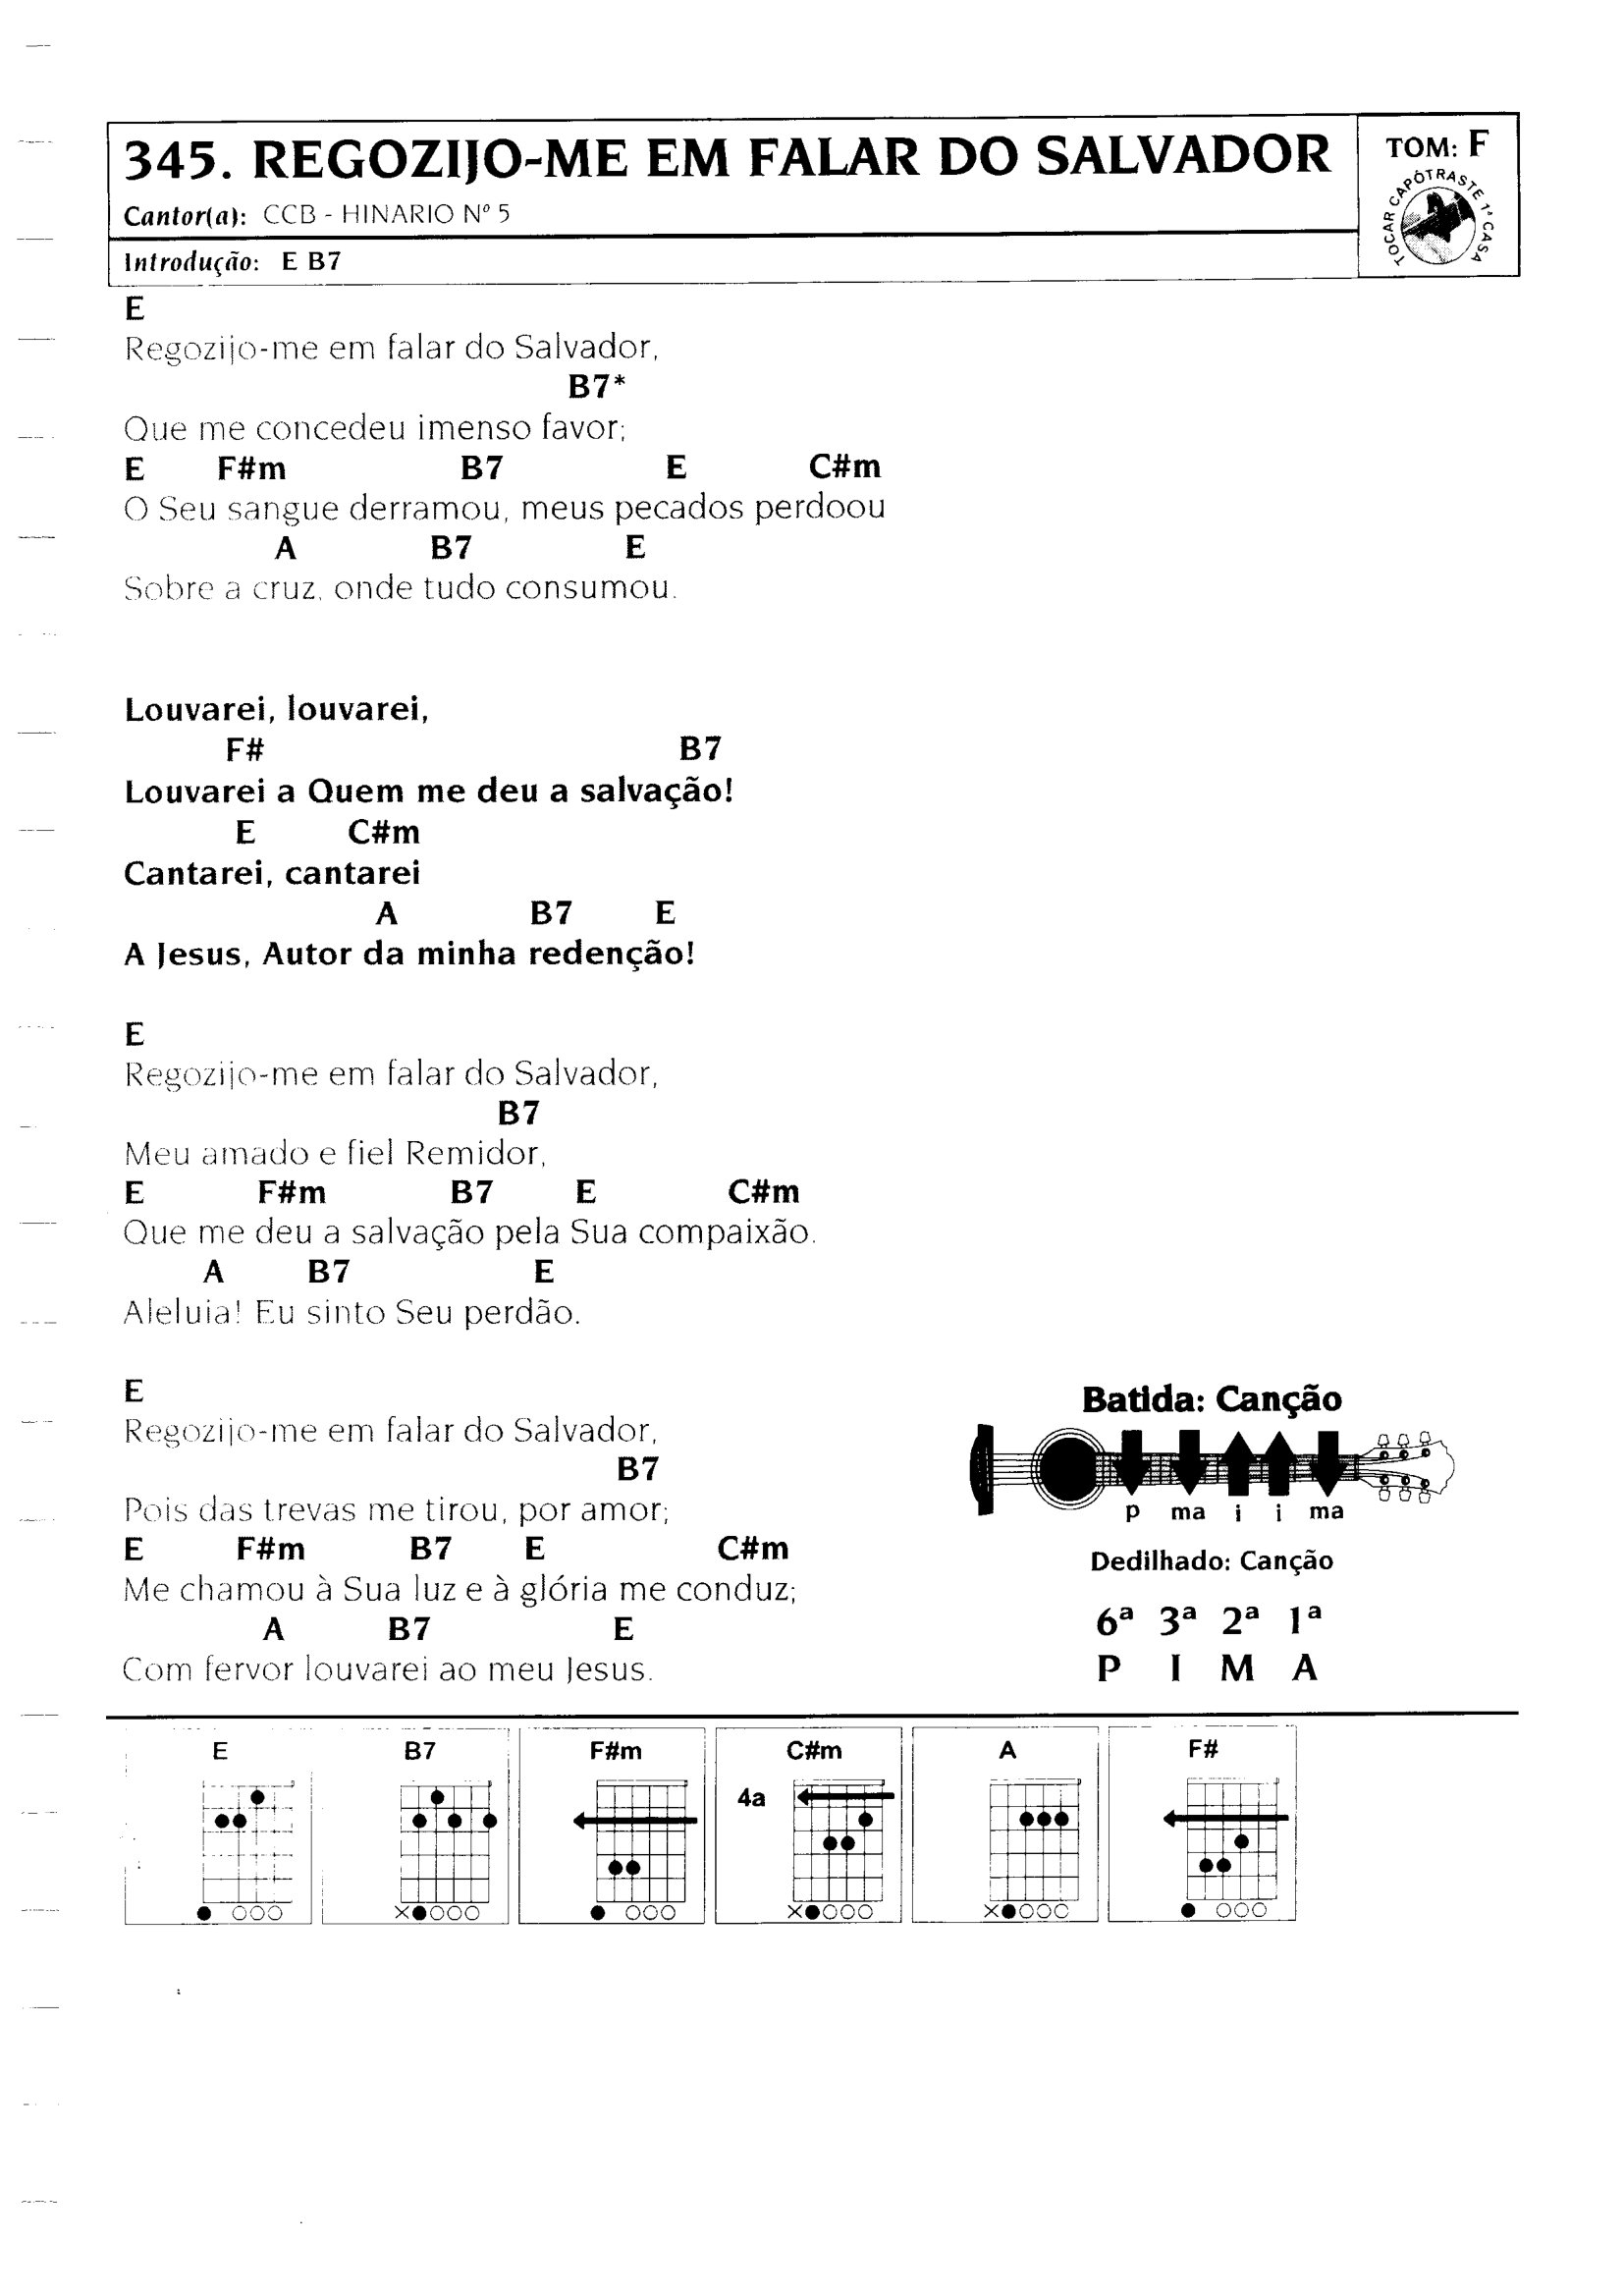 345. REGOZIJO-ME EM FALAR DO SALVADOR
Cantor(a): CCB - HINARIO Nº 5
Introdução: E B7
TOM: F
TOCAR CAPÔTRASTE 1ª CASA
E
Regozijo-me em falar do Salvador,
B7*
Que me concedeu imenso favor;
E F#m B7 E C#m
O Seu sangue derramou, meus pecados perdoou
A B7 E
Sobre a cruz, onde tudo consumou.
Louvarei, louvarei,
F# B7
Louvarei a Quem me deu a salvação!
E C#m
Cantarei, cantarei
A B7 E
A Jesus, Autor da minha redenção!
E
Regozijo-me em falar do Salvador,
B7
Meu amado e fiel Remidor,
E F#m B7 E C#m
Que me deu a salvação pela Sua compaixão.
A B7 E
Aleluia! Eu sinto Seu perdão.
E
Regozijo-me em falar do Salvador,
B7
Pois das trevas me tirou, por amor;
E F#m B7 E C#m
Me chamou à Sua luz e à glória me conduz;
A B7 E
Com fervor louvarei ao meu Jesus.
Batida: Canção
p ma i i ma
Dedilhado: Canção
6ª 3ª 2ª 1ª
P I M A
E B7 F#m C#m A F#
4a